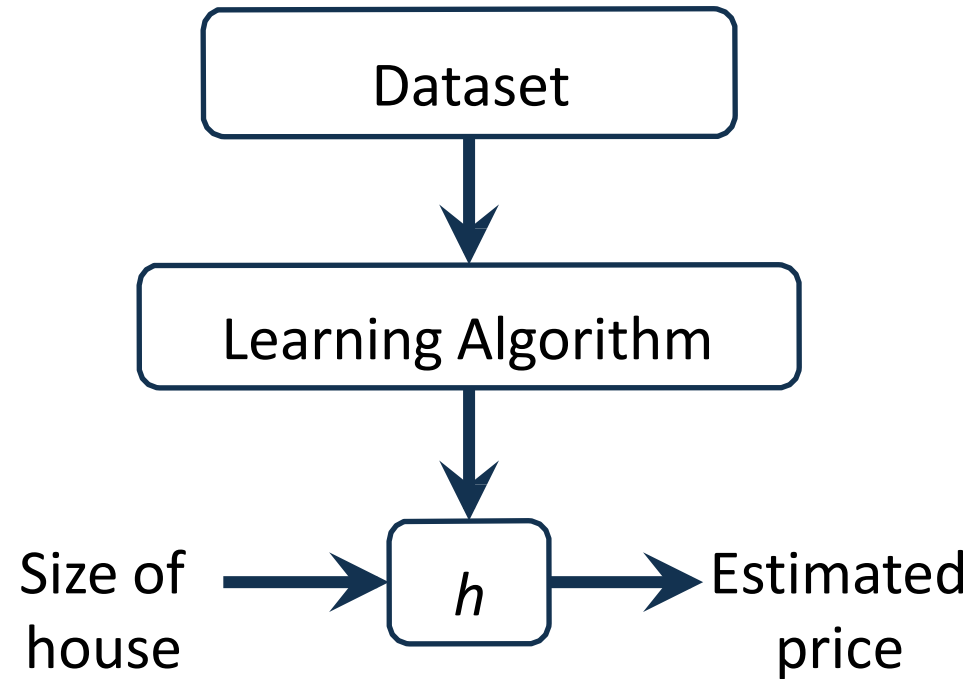 Dataset
Learning Algorithm
Size of
house
h
Estimated
price